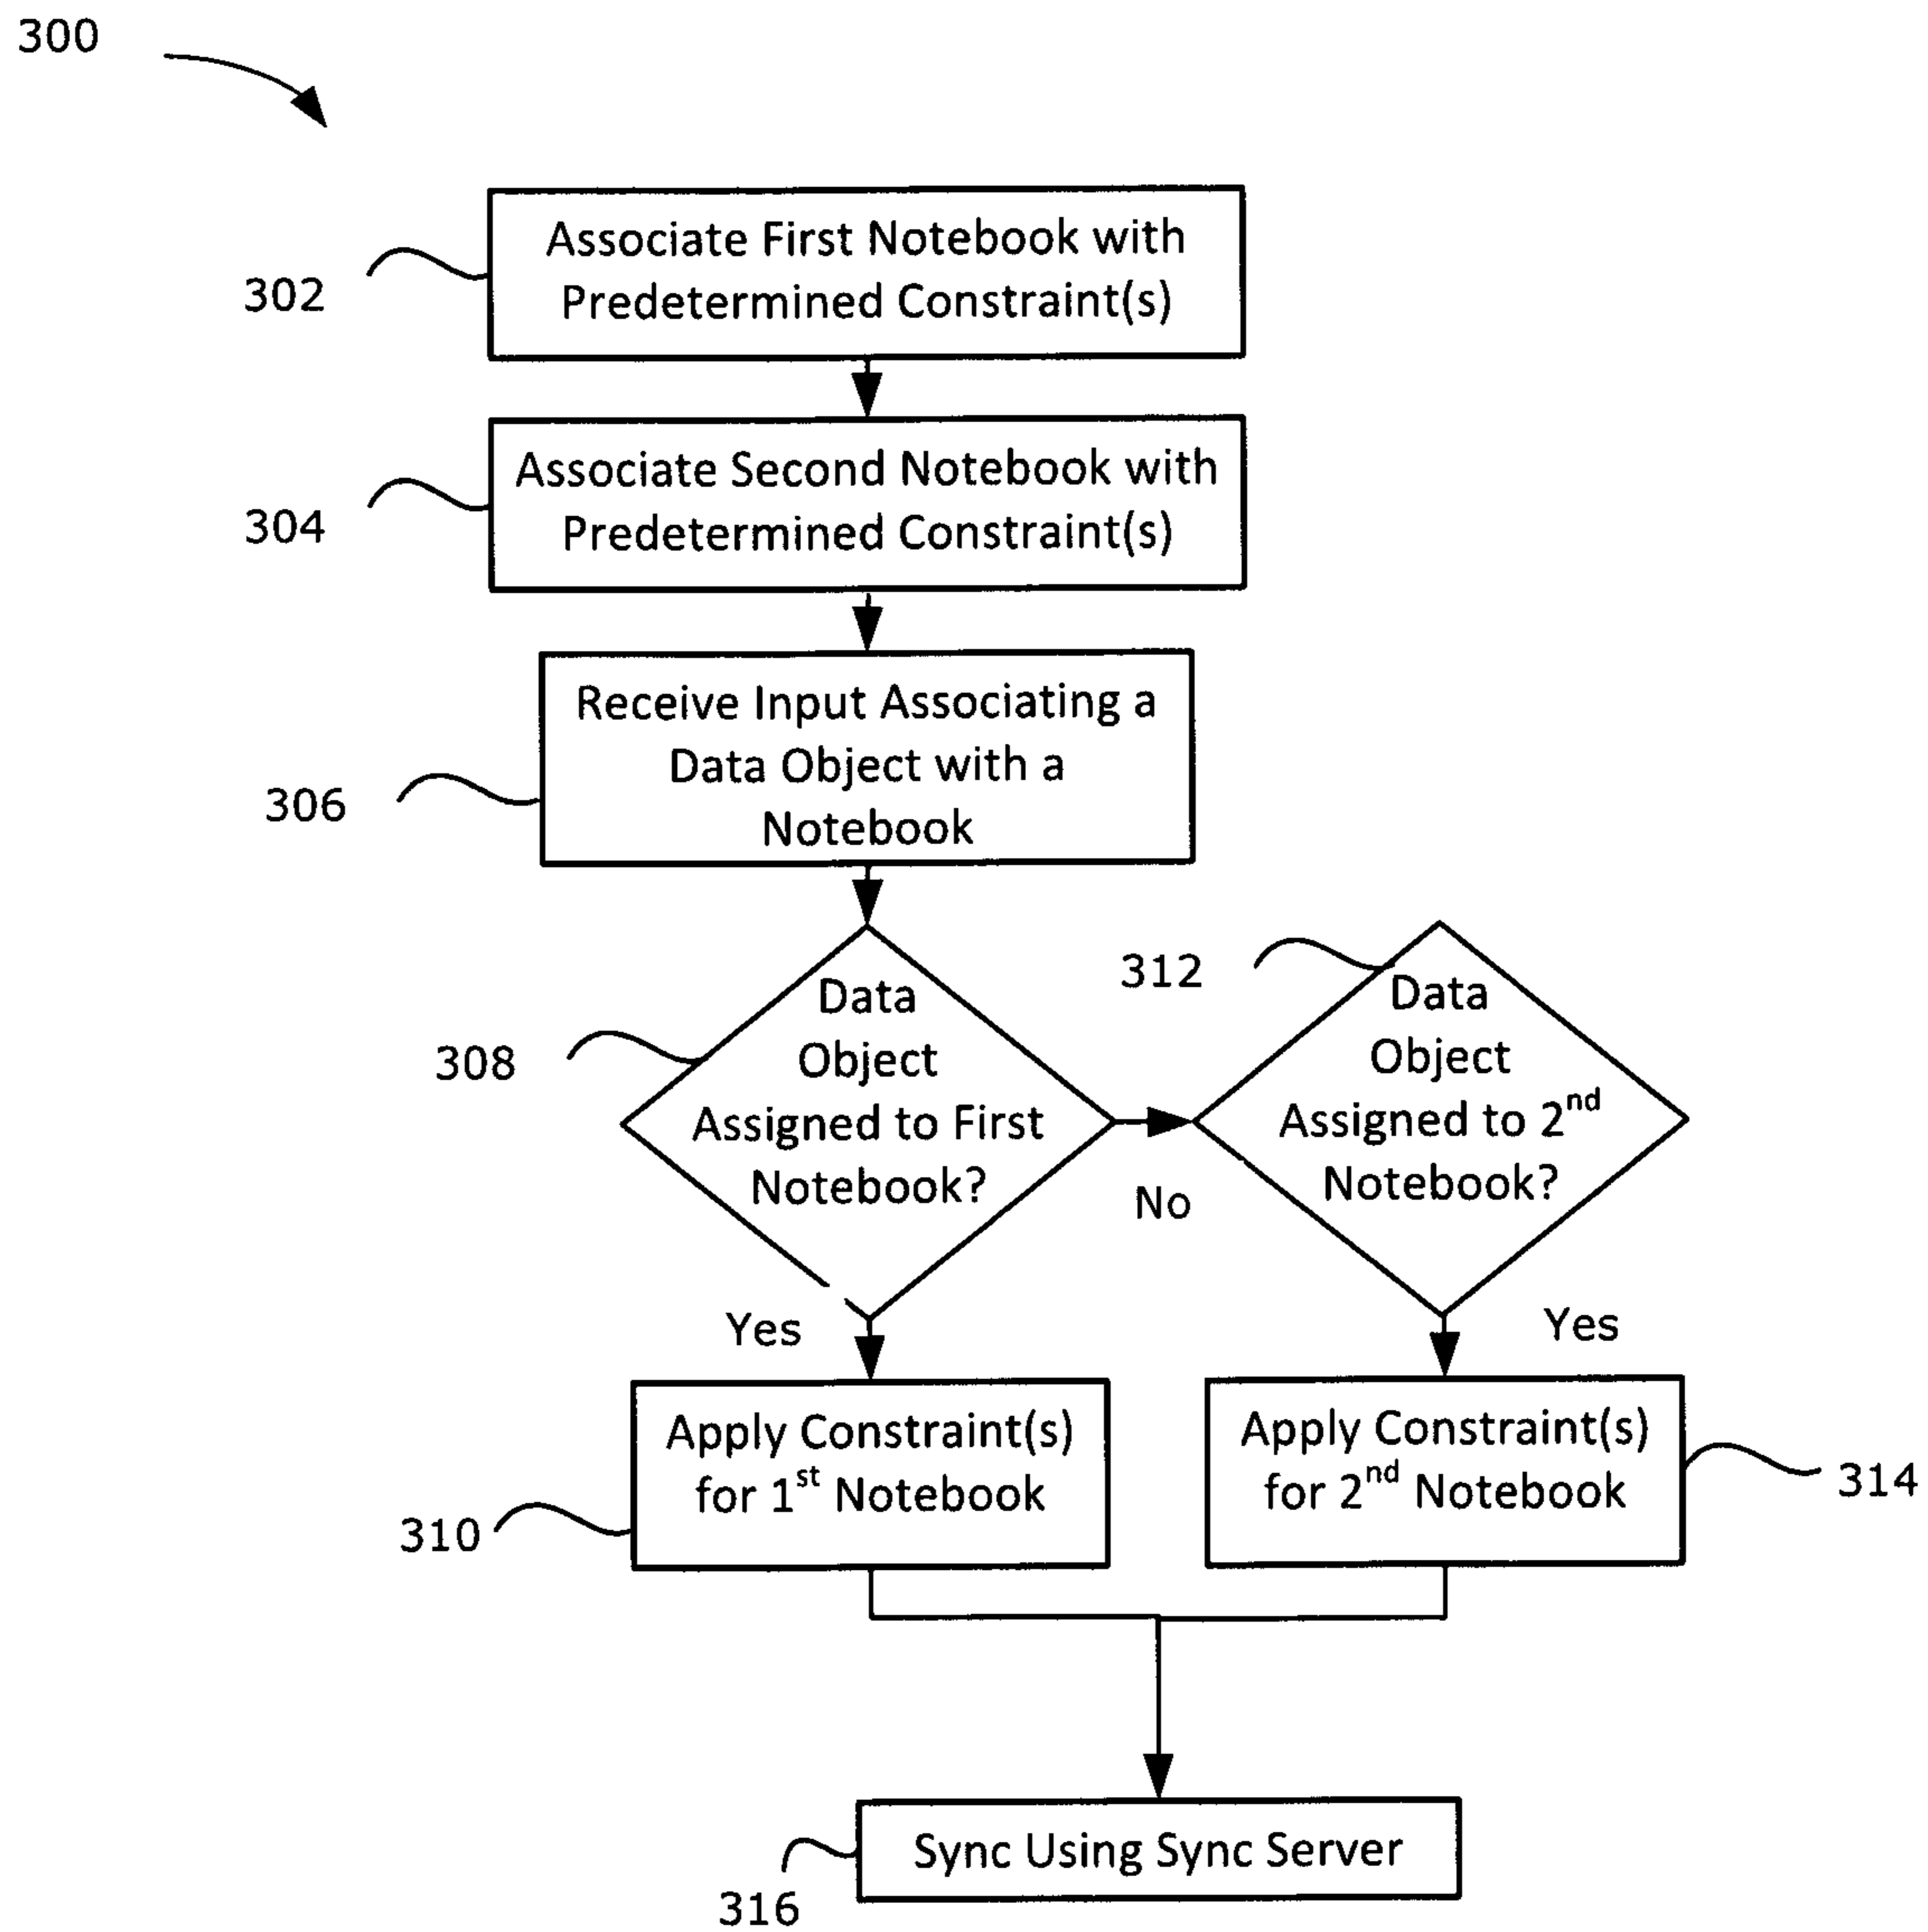 300
Associate First Notebook with
Predetermined Constraint(s)
302
Associate Second Notebook with
Predetermined Constraint(s)
304
Receive Input Associating a
Data Object with a
Notebook
306
Data
Object
Assigned to First
Notebook?
308
No
312
Data
Object
Assigned to 2nd
Notebook?
Yes
Yes
Apply Constraint(s)
for 1st Notebook
310
Apply Constraint(s)
for 2nd Notebook
314
Sync Using Sync Server
316